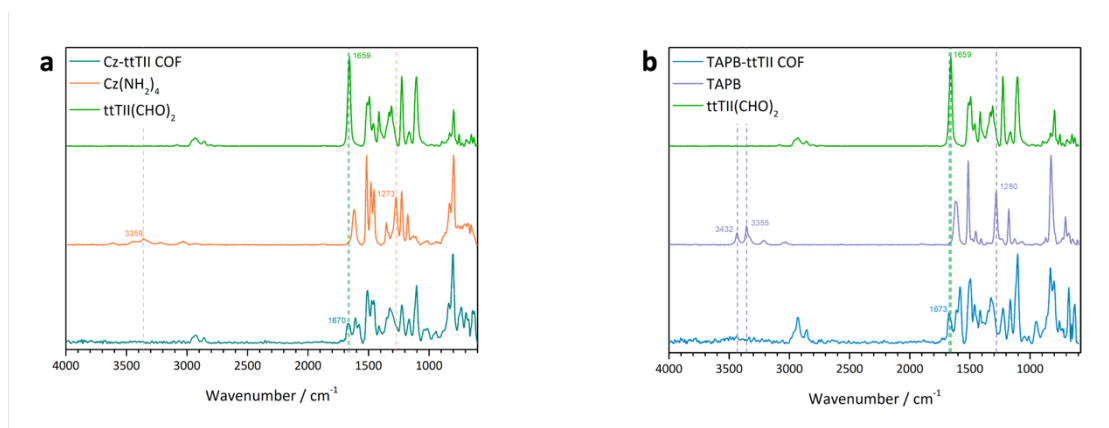 a
Cz-ttTII COF
Cz(NH2)4
ttTII(CHO)2
1659
3359
1273
1670
4000 3500 3000 2500 2000 1500 1000
Wavenumber / cm-1
b
TAPB-ttTII COF
TAPB
ttTII(CHO)2
1659
3432
3355
1280
1673
4000 3500 3000 2500 2000 1500 1000
Wavenumber / cm-1